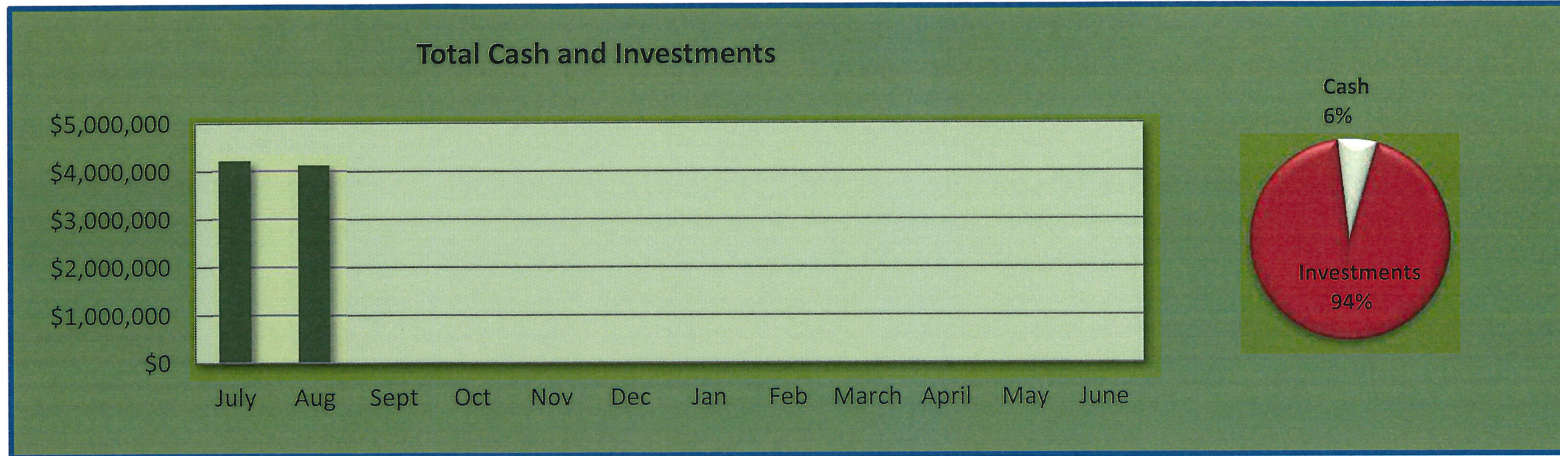 Total Cash and Investments
$5,000,000
$4,000,000
$3,000,000
$2,000,000
$1,000,000
$0
July Aug Sept Oct Nov Dec Jan Feb March April May June
Cash
6%
Investments
94%